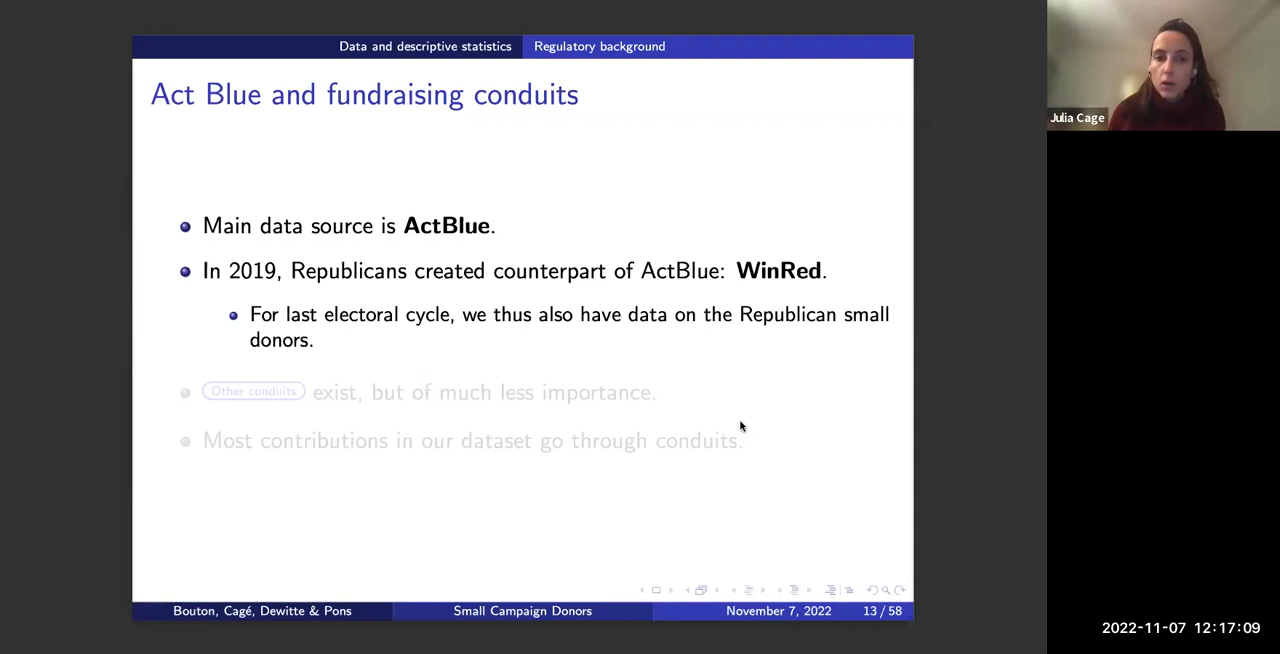 Data and descriptive statistics
Regulatory background
Act Blue and fundraising conduits
Julia Cage
Main data source is ActBlue.
In 2019, Republicans created counterpart of ActBlue: WinRed.
For last electoral cycle, we thus also have data on the Republican small
donors.
Other conduits exist, but of much less importance.
Most contributions in our dataset go through conduits.
Bouton, Cagé, Dewitte & Pons
Small Campaign Donors
November 7, 2022
13 / 58
2022-11-07 12:17:09